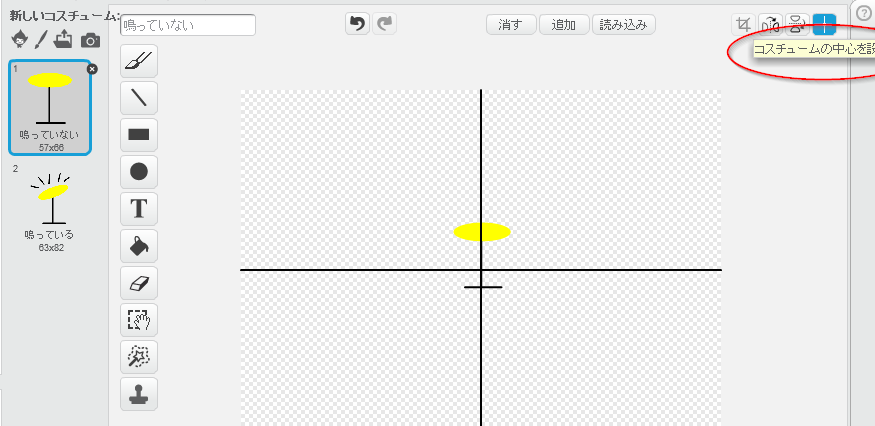 新しいコスチューム:
鳴っていない
消す
追加
読み込み
コスチュームの中心を設
1
鳴っていない
57x66
2
鳴っている
63x82
T
?